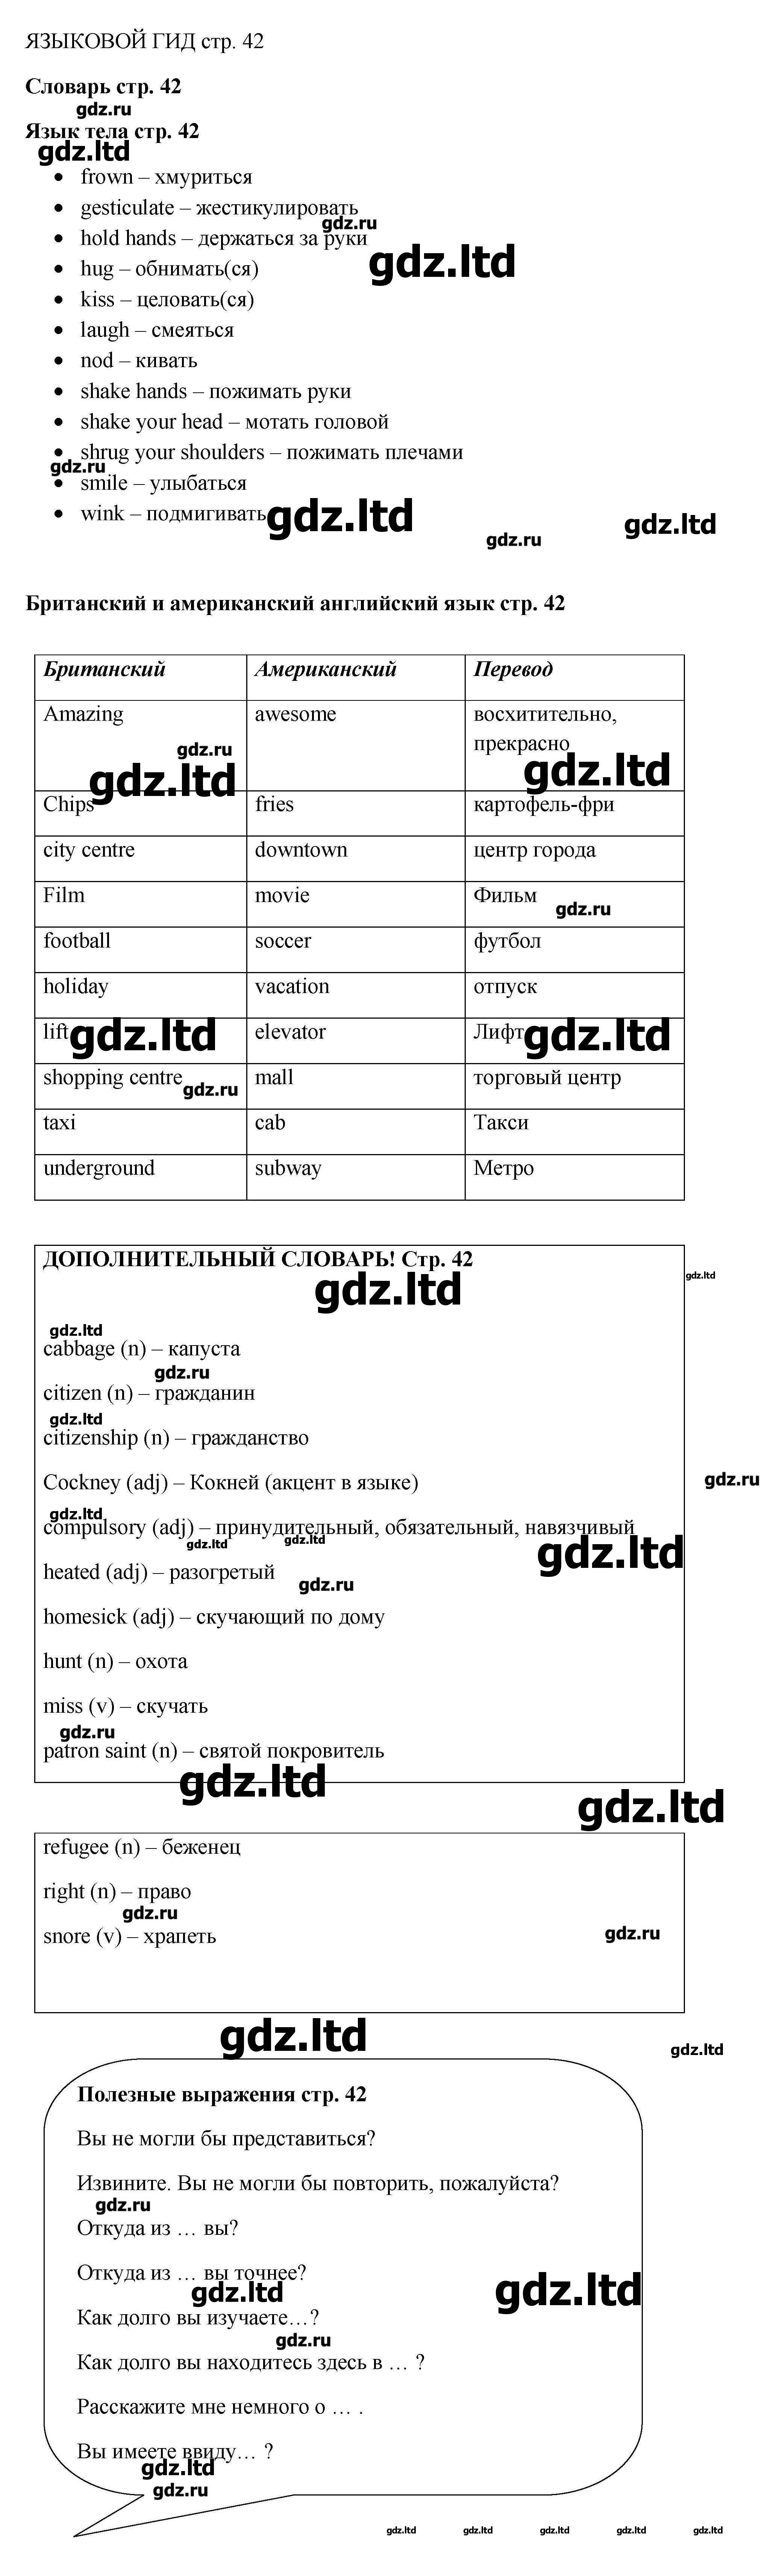 ЯЗЫКОВОЙ ГИД стр. 42
Словарь стр. 42
gdz.ru
Язык тела стр. 42
gdz.ltd
• frown – хмуриться
• gesticulate – жестикулировать
gdz.ru
• hold hands – держаться за руки
gdz.ltd
• hug – обнимать(ся)
• kiss – целовать(ся)
• laugh – смеяться
• nod – кивать
• shake hands – пожимать руки
• shake your head – мотать головой
• shrug your shoulders – пожимать плечами
gdz.ru
• smile – улыбаться
• wink – подмигивать
gdz.ltd
gdz.ltd
gdz.ru
Британский и американский английский язык стр. 42
Британский Американский Перевод
Amazing awesome восхитительно,
прекрасно
gdz.ru
gdz.ltd gdz.ltd
Chips fries картофель-фри
city centre downtown центр города
Film movie Фильм
gdz.ru
football soccer футбол
holiday vacation отпуск
lift elevator Лифт
gdz.ltd gdz.ltd
shopping centre mall торговый центр
gdz.ru
taxi cab Такси
underground subway Метро
ДОПОЛНИТЕЛЬНЫЙ СЛОВАРЬ! Стр. 42
gdz.ltd
gdz.ltd
gdz.ltd
cabbage (n) – капуста
gdz.ru
citizen (n) – гражданин
gdz.ltd
citizenship (n) – гражданство
Cockney (adj) – Кокней (акцент в языке)
gdz.ru
gdz.ltd
compulsory (adj) – принудительный, обязательный, навязчивый
gdz.ltd gdz.ltd
gdz.ltd
heated (adj) – разогретый
gdz.ru
homesick (adj) – скучающий по дому
hunt (n) – охота
miss (v) – скучать
gdz.ru
patron saint (n) – святой покровитель
gdz.ltd
gdz.ltd
refugee (n) – беженец
right (n) – право
gdz.ru
snore (v) – храпеть
gdz.ru
gdz.ltd
gdz.ltd
Полезные выражения стр. 42
Вы не могли бы представиться?
Извините. Вы не могли бы повторить, пожалуйста?
gdz.ru
Откуда из … вы?
Откуда из … вы точнее?
gdz.ltd gdz.ltd
Как долго вы изучаете…?
gdz.ru
Как долго вы находитесь здесь в … ?
Расскажите мне немного о … .
Вы имеете ввиду… ?
gdz.ltd
gdz.ru
gdz.ltd gdz.ltd gdz.ltd gdz.ltd gdz.ltd